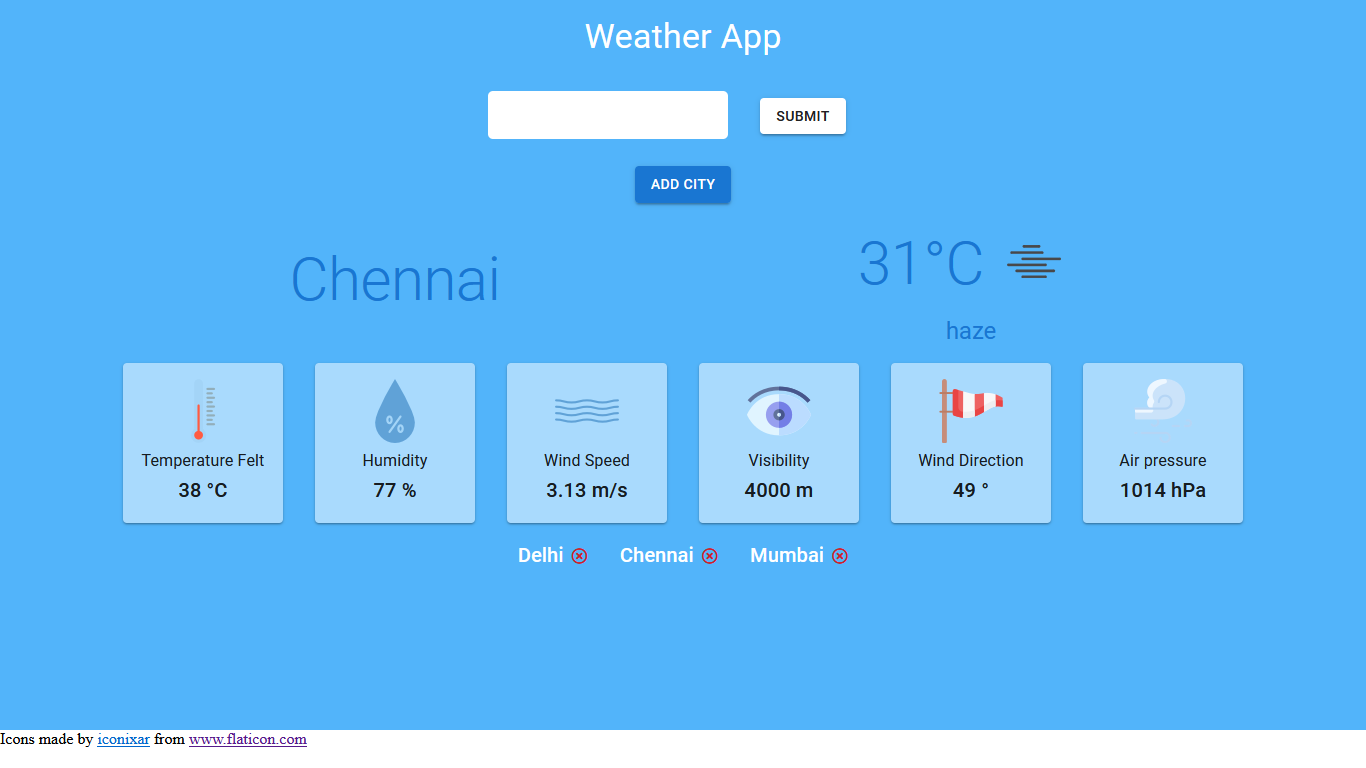 Weather App
SUBMIT
ADD CITY
Chennai
31°C
haze
Temperature Felt
38 °C
%
Humidity
77 %
Wind Speed
3.13 m/s
Visibility
4000 m
Wind Direction
49 °
Air pressure
1014 hPa
Delhi Chennai Mumbai
Icons made by iconixar from www.flaticon.com